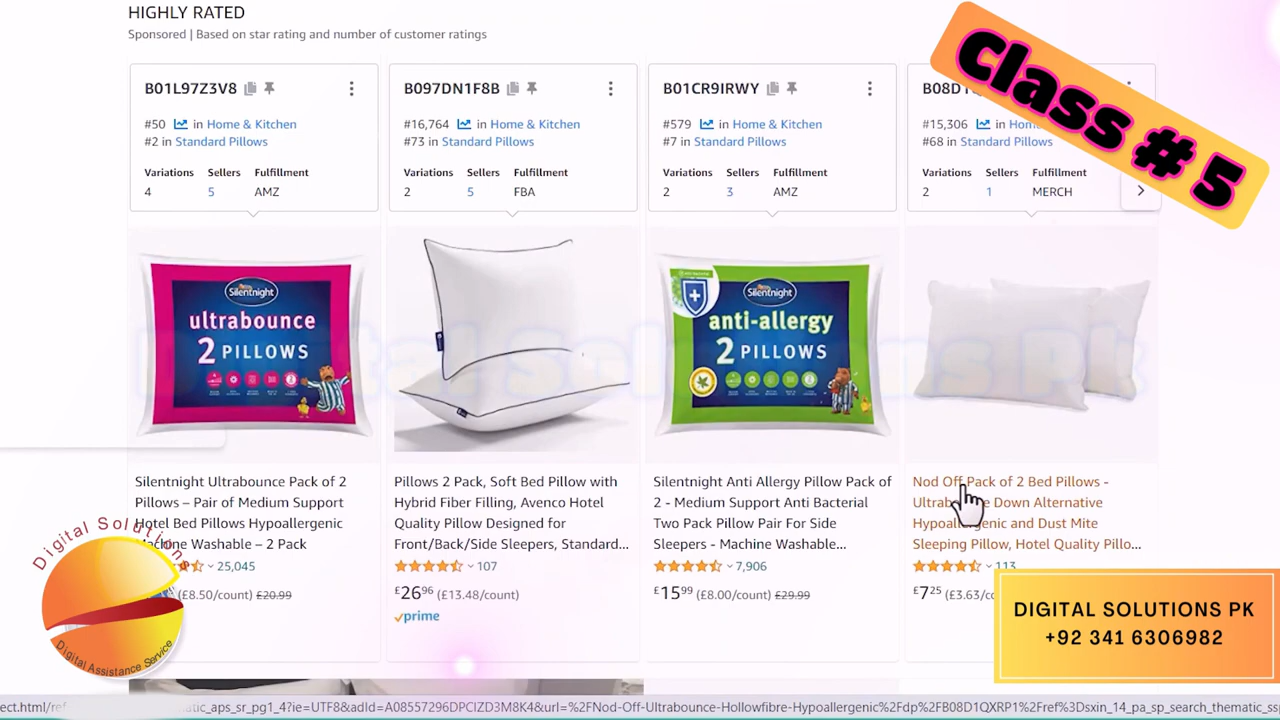 HIGHLY RATED
Sponsored | Based on star rating and number of customer ratings
Class # 5
B01L97Z3V8
#50 in Home & Kitchen
#2 in Standard Pillows
Variations Sellers Fulfillment
4 5 AMZ
B097DN1F8B
#16,764 in Home & Kitchen
#73 in Standard Pillows
Variations Sellers Fulfillment
2 5 FBA
B01CR9IRWY
#579 in Home & Kitchen
#7 in Standard Pillows
Variations Sellers Fulfillment
2 3 AMZ
#15,306 in
#68 in Standard Pillows
Variations Sellers Fulfillment
2 1 MERCH
Silentnight
ultrabounce
2 PILLOWS
Silentnight
anti-allergy
2 PILLOWS
Silentnight Ultrabounce Pack of 2
Pillows – Pair of Medium Support
Hotel Bed Pillows Hypoallergenic
Machine Washable – 2 Pack
25,045
(£8.50/count) £20.99
Pillows 2 Pack, Soft Bed Pillow with
Hybrid Fiber Filling, Avenco Hotel
Quality Pillow Designed for
Front/Back/Side Sleepers, Standard...
107
£26 96 (£13.48/count)
prime
Silentnight Anti Allergy Pillow Pack of
2 - Medium Support Anti Bacterial
Two Pack Pillow Pair For Side
Sleepers - Machine Washable...
7,906
£15 99 (£8.00/count) £29.99
Nod Off Pack of 2 Bed Pillows -
Down Alternative
Hypoallergenic and Dust Mite
Sleeping Pillow, Hotel Quality Pillo...
113
£7 25
Digital Solutions
Digital Assistance Service
DIGITAL SOLUTIONS PK
+92 341 6306982
ect.html/ref
matic_aps_sr_pg1_4?ie=UTF8&adId=A08557296DPCIZD3M8K4&url=%2FNod-Off-Ultrabounce-Hollowfibre-Hypoallergenic%2Fdp%2FB08D1QXRP1%2Fref%3Dsxin_14_pa_sp_search_thematic_ss